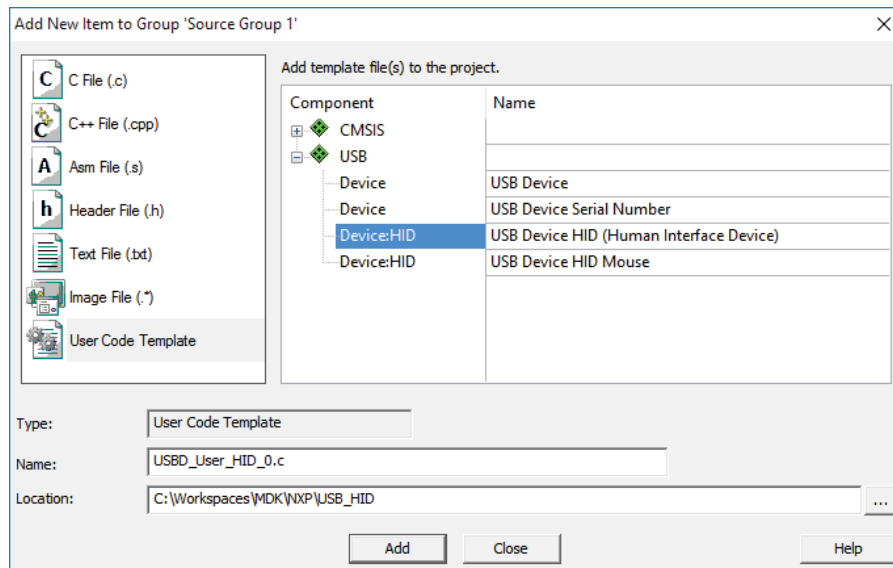 Add New Item to Group 'Source Group 1'
C File (.c)
C++ File (.cpp)
Asm File (.s)
Header File (.h)
Text File (.txt)
Image File (.*)
User Code Template
Add template file(s) to the project.
Component Name
CMSIS
USB
Device USB Device
Device USB Device Serial Number
Device:HID USB Device HID (Human Interface Device)
Device:HID USB Device HID Mouse
Type: User Code Template
Name: USBD_User_HID_0.c
Location: C:\Workspaces\MDK\NXP\USB_HID ...
Add Close Help